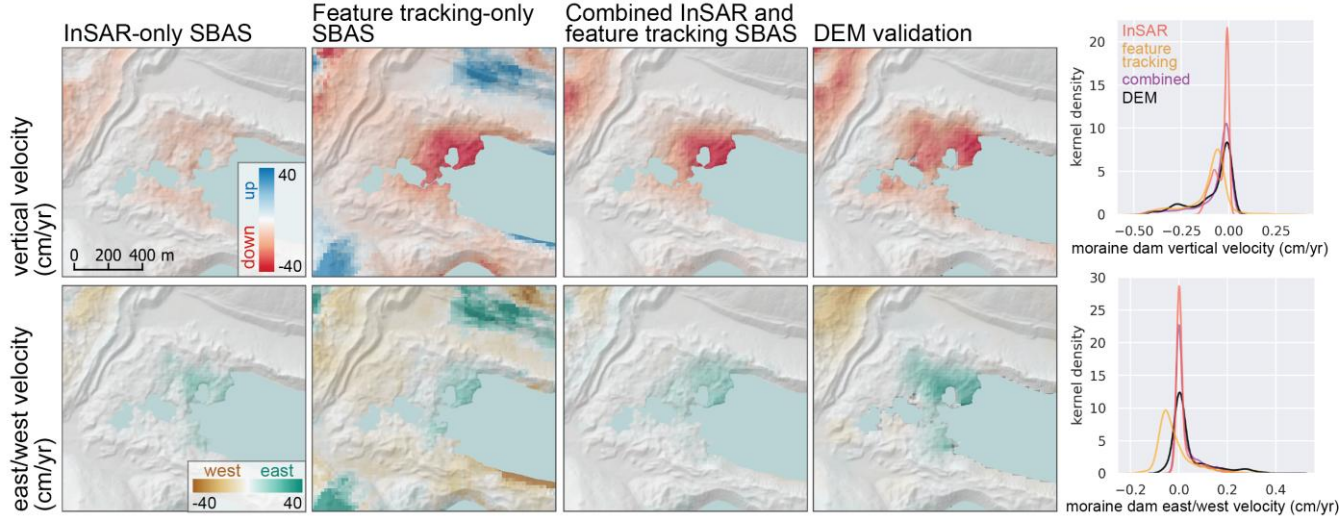 InSAR-only SBAS
Feature tracking-only
SBAS
Combined InSAR and
feature tracking SBAS
DEM validation
vertical velocity
(cm/yr)
0 200 400 m
down up
40
-40
kernel density
20
15
10
5
0
InSAR
feature
tracking
combined
DEM
−0.50 −0.25 0.00 0.25
moraine dam vertical velocity (cm/yr)
east/west velocity
(cm/yr)
west east
-40 40
kernel density
30
25
20
15
10
5
0
−0.2 0.0 0.2 0.4
moraine dam east/west velocity (cm/yr)